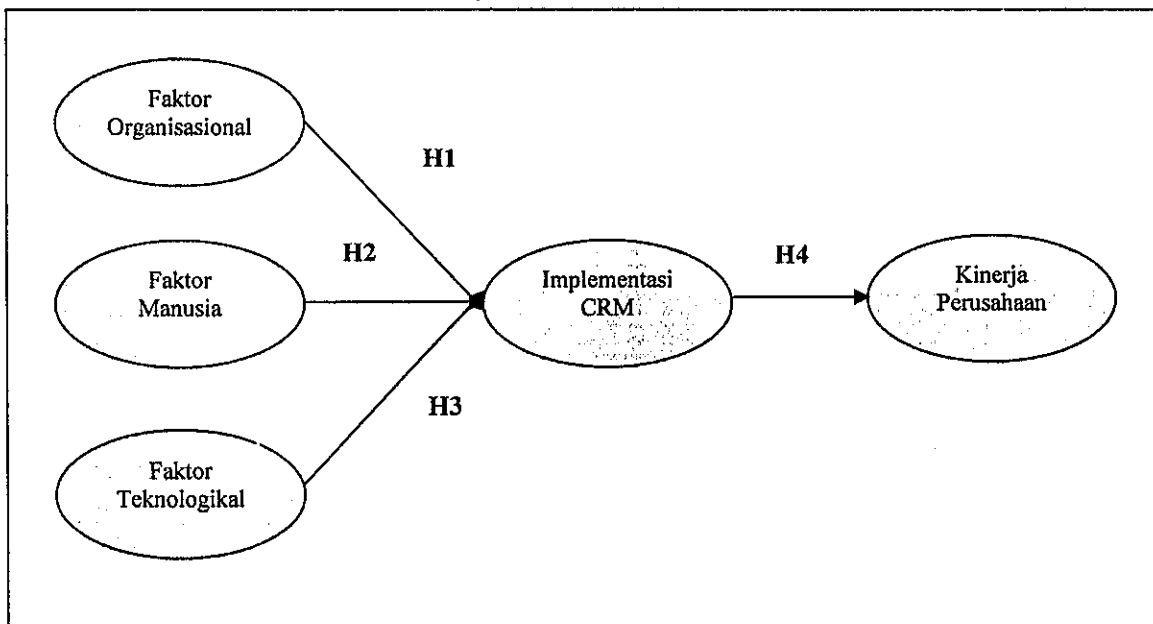 Faktor
Organisasional
H1
Faktor
Manusia
H2
Implementasi
CRM
H4
Kinerja
Perusahaan
H3
Faktor
Teknologikal